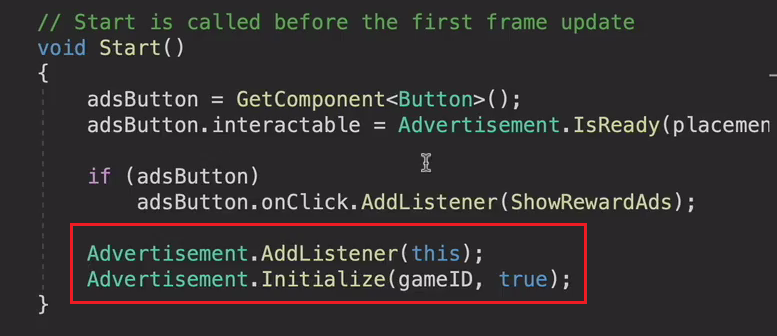 // Start is called before the first frame update
void Start()
{
adsButton = GetComponent<Button>();
adsButton.interactable = Advertisement.IsReady(placemen
if (adsButton)
adsButton.onClick.AddListener(ShowRewardAds);
Advertisement.AddListener(this);
Advertisement.Initialize(gameID, true);
}